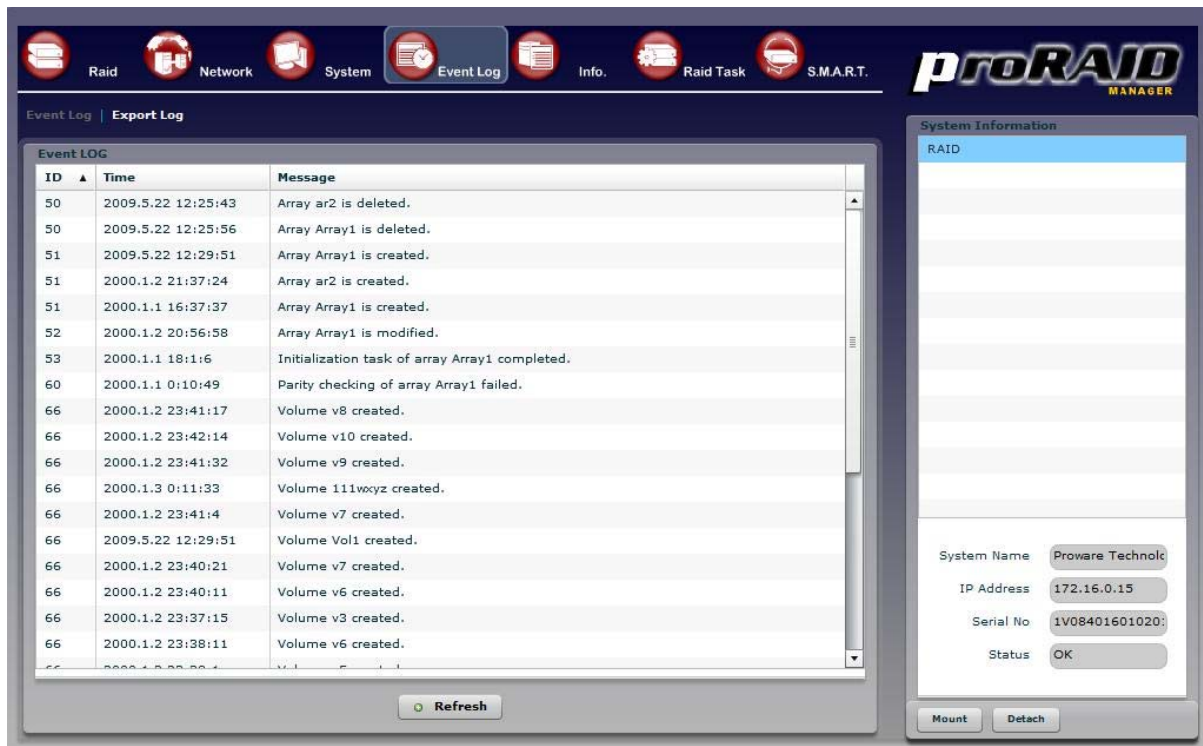 Raid Network System Event Log Info. Raid Task S.M.A.R.T.
proRAID
MANAGER
Event Log | Export Log
System Information
RAID
Event LOG
ID ▲ Time Message
50 2009.5.22 12:25:43 Array ar2 is deleted.
50 2009.5.22 12:25:56 Array Array1 is deleted.
51 2009.5.22 12:29:51 Array Array1 is created.
51 2000.1.2 21:37:24 Array ar2 is created.
51 2000.1.1 16:37:37 Array Array1 is created.
52 2000.1.2 20:56:58 Array Array1 is modified.
53 2000.1.1 18:1:6 Initialization task of array Array1 completed.
60 2000.1.1 0:10:49 Parity checking of array Array1 failed.
66 2000.1.2 23:41:17 Volume v8 created.
66 2000.1.2 23:42:14 Volume v10 created.
66 2000.1.2 23:41:32 Volume v9 created.
66 2000.1.3 0:11:33 Volume 111wxyz created.
66 2000.1.2 23:41:4 Volume v7 created.
66 2009.5.22 12:29:51 Volume Vol1 created.
66 2000.1.2 23:40:21 Volume v7 created.
66 2000.1.2 23:40:11 Volume v6 created.
66 2000.1.2 23:37:15 Volume v3 created.
66 2000.1.2 23:38:11 Volume v6 created.
Refresh
System Name Proware Technolo
IP Address 172.16.0.15
Serial No 1V08401601020
Status OK
Mount Detach